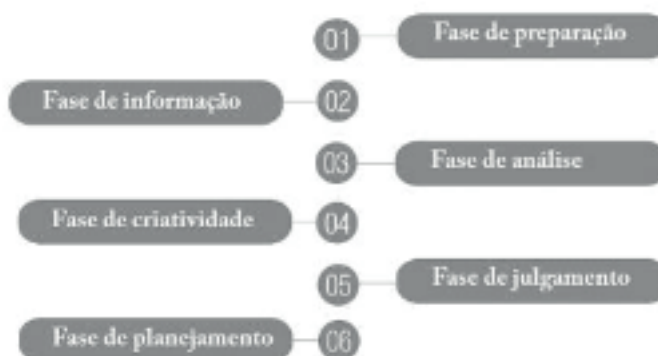 01 Fase de preparação
Fase de informação 02
03 Fase de análise
Fase de criatividade 04
05 Fase de julgamento
Fase de planejamento 06